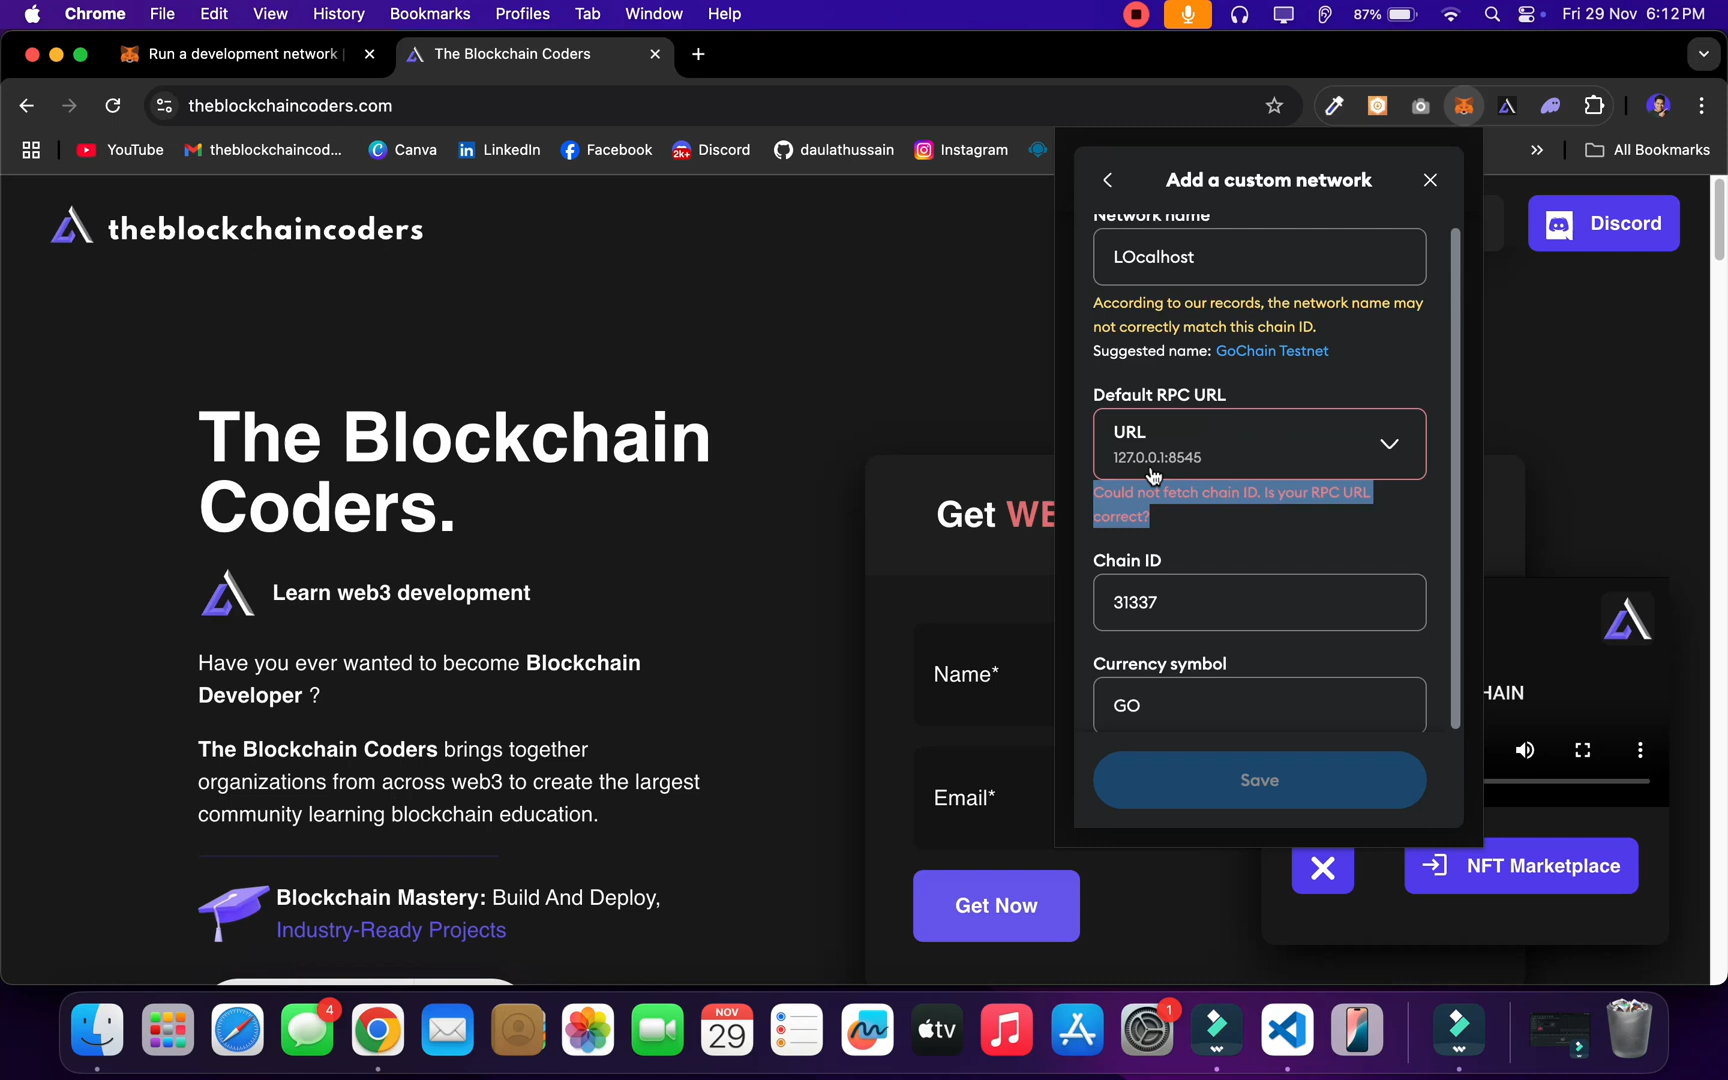 Chrome File Edit View History Bookmarks Profiles Tab Window Help 87% Fri 29 Nov 6:12 PM
Run a development network
The Blockchain Coders
theblockchaincoders.com
YouTube
theblockchaincod...
Canva
LinkedIn
Facebook
2k+
Discord
daulathussain
Instagram
»
All Bookmarks
theblockchaincoders
Discord
The Blockchain
Coders.
Learn web3 development
Have you ever wanted to become Blockchain
Developer ?
The Blockchain Coders brings together
organizations from across web3 to create the largest
community learning blockchain education.
Blockchain Mastery: Build And Deploy,
Industry-Ready Projects
Get WE
Name*
Email*
Get Now
HAIN
NFT Marketplace
Add a custom network
Network name
LOcalhost
According to our records, the network name may
not correctly match this chain ID.
Suggested name: GoChain Testnet
Default RPC URL
URL
127.0.0.1:8545
Could not fetch chain ID. Is your RPC URL
correct?
Chain ID
31337
Currency symbol
GO
Save
4
NOV
29
tv
1